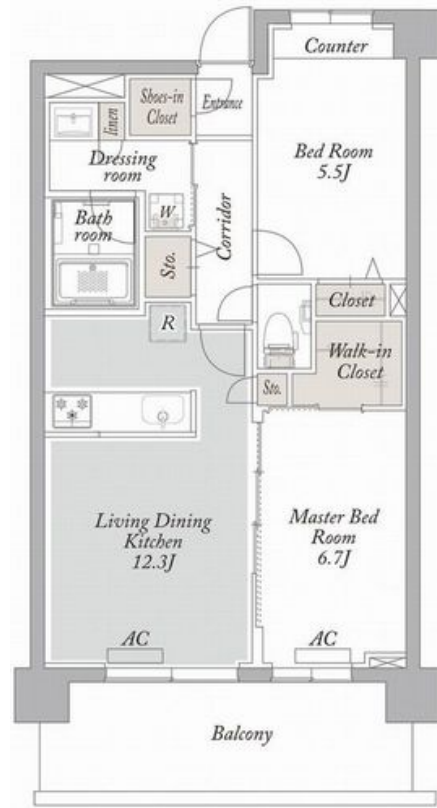 Counter
Shoes-in
Closet
Entrance
linen
Bed Room
5.5J
Dressing
room
W
Bath
room
Sto.
Corridor
R
Closet
Walk-in
Closet
Sto.
Living Dining
Kitchen
12.3J
Master Bed
Room
6.7J
AC
AC
Balcony